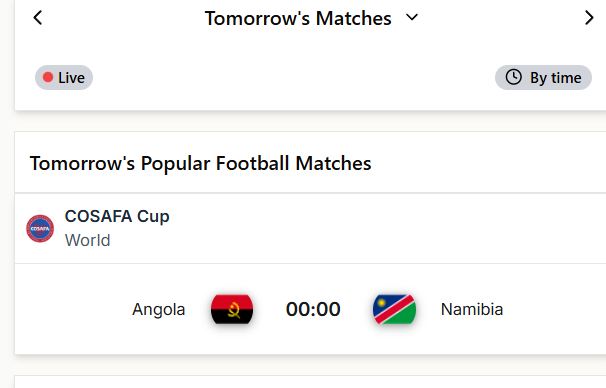 Tomorrow's Matches
Live
By time
Tomorrow's Popular Football Matches
COSAFA
COSAFA Cup
World
Angola 00:00 Namibia